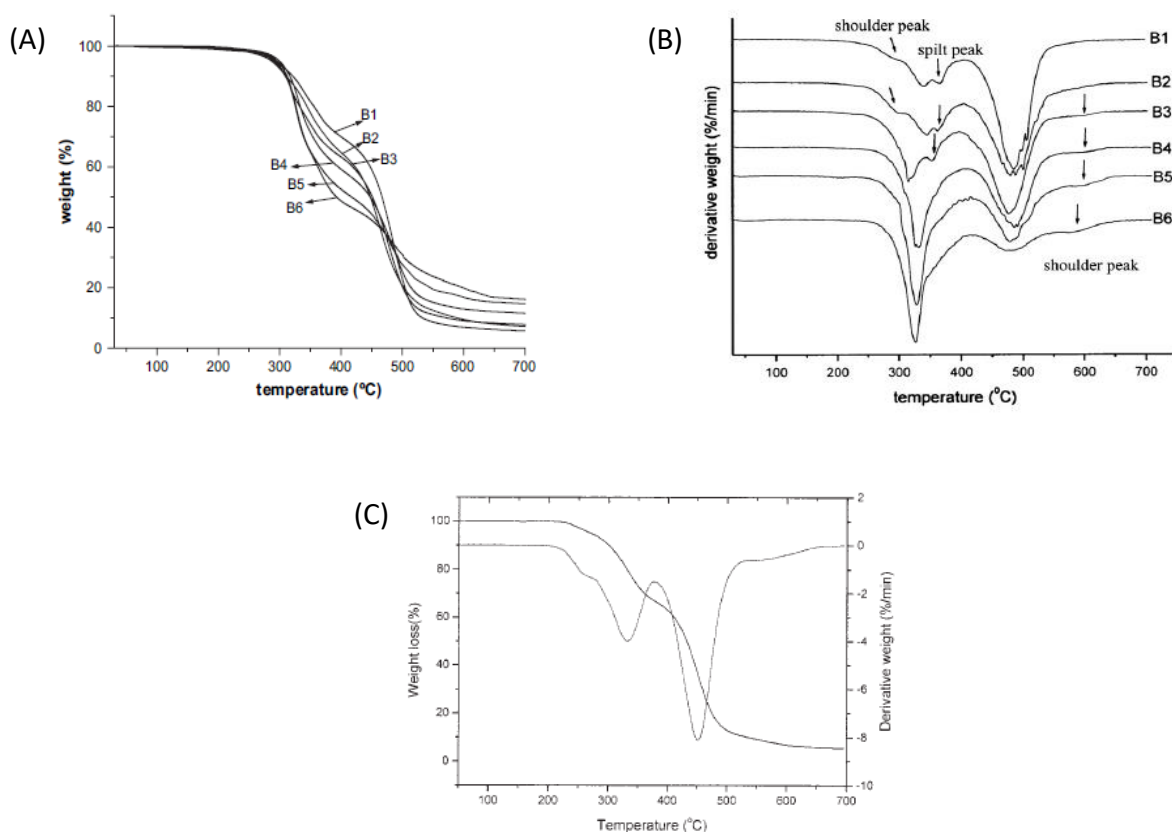 (A)
100
80
60
40
20
0
weight (%)
B1
B2
B3
B4
B5
B6
100 200 300 400 500 600 700
temperature (ºC)
(B)
shoulder peak
spilt peak
B1
B2
B3
B4
B5
B6
shoulder peak
derivative weight (%/min)
100 200 300 400 500 600 700
temperature (°C)
(C)
100
80
60
40
20
0
Weight loss(%)
2
0
-2
-4
-6
-8
-10
Derivative weight (%/min)
100 200 300 400 500 600 700
Temperature (°C)